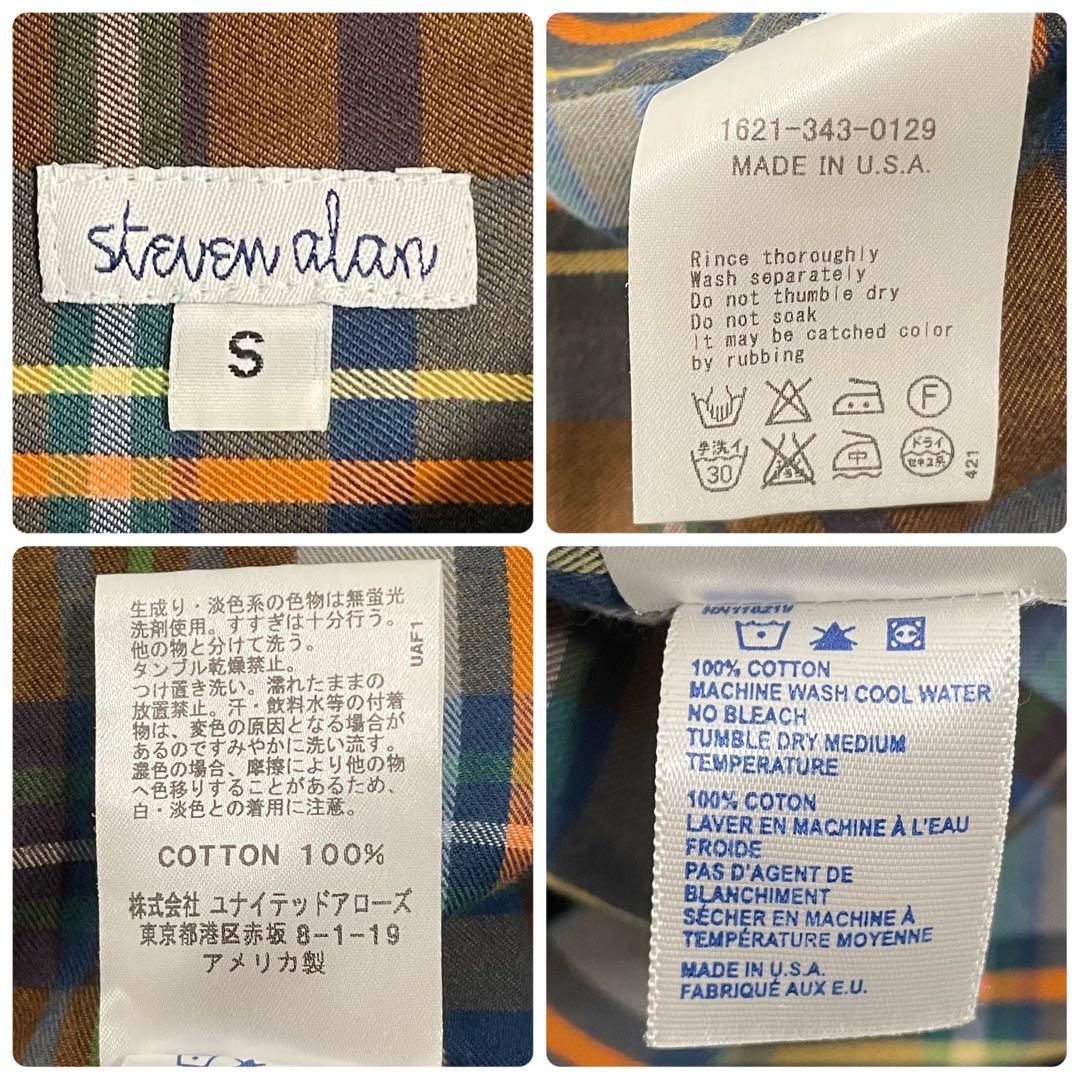 steven alan
S
1621-343-0129
MADE IN U.S.A.
Rince thoroughly
Wash separately
Do not thumble dry
Do not soak
It may be catched color
by rubbing
F
手洗イ
30
中
ドライ
セキユ系
421
生成り・淡色系の色物は無蛍光
洗剤使用。すすぎは十分行う。
他の物と分けて洗う。
タンブル乾燥禁止。
つけ置き洗い。濡れたままの
放置禁止。汗・飲料水等の付着
物は、変色の原因となる場合が
あるのですみやかに洗い流す。
濃色の場合、摩擦により他の物
へ色移りすることがあるため、
白・淡色との着用に注意。
UAF1
COTTON 100%
株式会社 ユナイテッドアローズ
東京都港区赤坂 8-1-19
アメリカ製
100% COTTON
MACHINE WASH COOL WATER
NO BLEACH
TUMBLE DRY MEDIUM
TEMPERATURE
100% COTON
LAVER EN MACHINE À L'EAU
FROIDE
PAS D'AGENT DE
BLANCHIMENT
SÉCHER EN MACHINE À
TEMPÉRATURE MOYENNE
MADE IN U.S.A.
FABRIQUÉ AUX E.U.